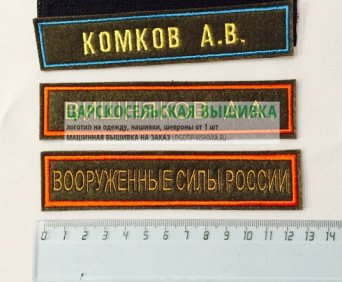 КОМКОВ А.В.
ЦАРСКОСЕЛЬСКАЯ ВЫШИВКА
логотип на одежду, нашивки, шевроны от 1 шт
МАШИННАЯ ВЫШИВКА НА ЗАКАЗ
ВООРУЖЕННЫЕ СИЛЫ РОССИИ
0 1 2 3 4 5 6 7 8 9 10 11 12 13 14